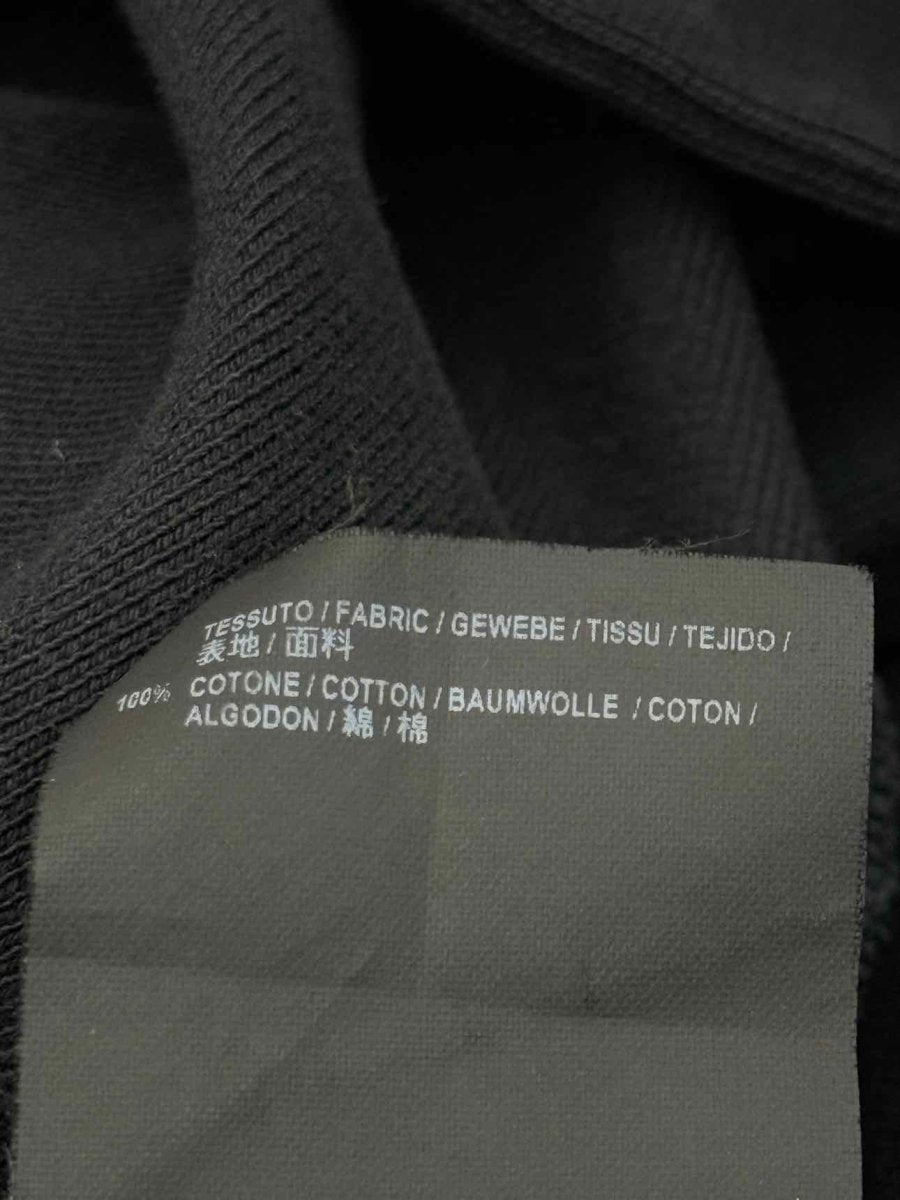 TESSUTO / FABRIC / GEWEBE / TISSU / TEJIDO /
表地 / 面料
100% COTONE / COTTON / BAUMWOLLE / COTON /
ALGODON / 綿 / 棉